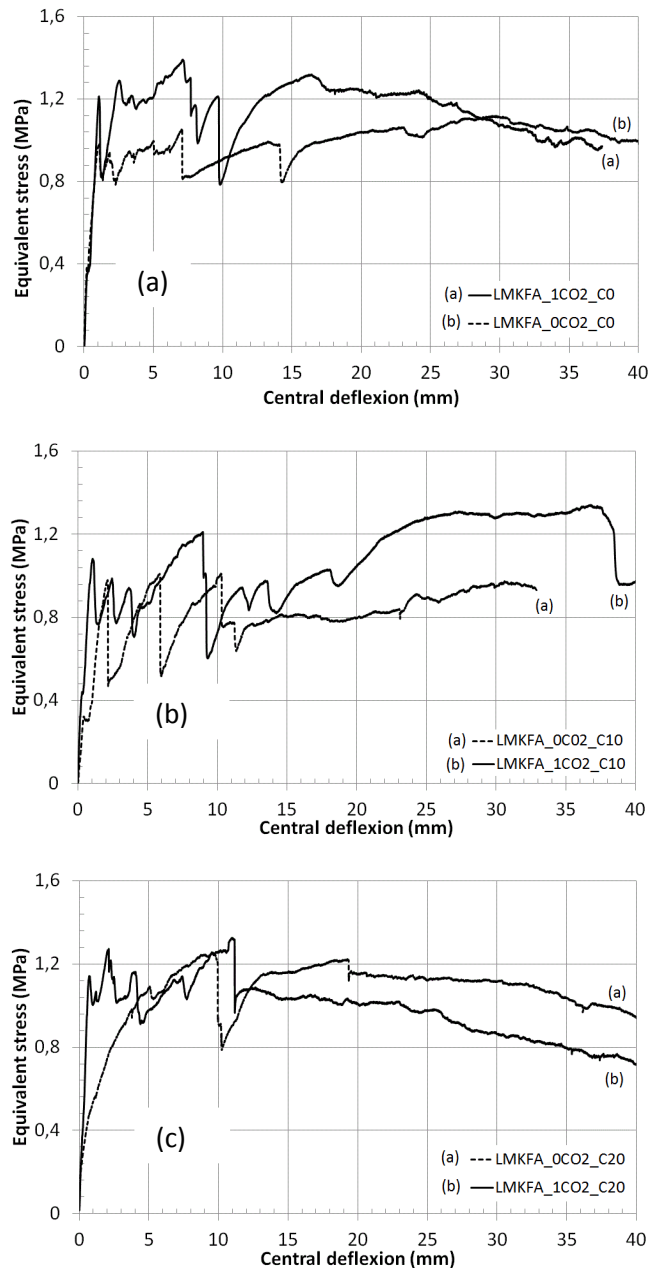 1,6
1,2
0,8
0,4
0
Equivalent stress (MPa)
(b)
(a)
(a)
(a) LMKFA_1CO2_C0
(b) LMKFA_0CO2_C0
0 5 10 15 20 25 30 35 40
Central deflexion (mm)
1,6
1,2
0,8
0,4
0
Equivalent stress (MPa)
(a)
(b)
(b)
(a) LMKFA_0C02_C10
(b) LMKFA_1CO2_C10
0 5 10 15 20 25 30 35 40
Central deflexion (mm)
1,6
1,2
0,8
0,4
0
Equivalent stress (MPa)
(a)
(b)
(c)
(a) LMKFA_0CO2_C20
(b) LMKFA_1CO2_C20
0 5 10 15 20 25 30 35 40
Central deflexion (mm)